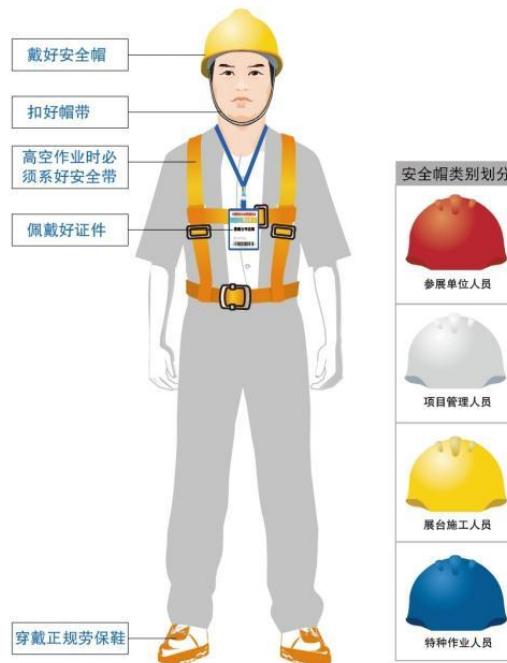 戴好安全帽
扣好帽带
高空作业时必
须系好安全带
佩戴好证件
穿戴正规劳保鞋
安全帽类别划分
参展单位人员
项目管理人员
展台施工人员
特种作业人员